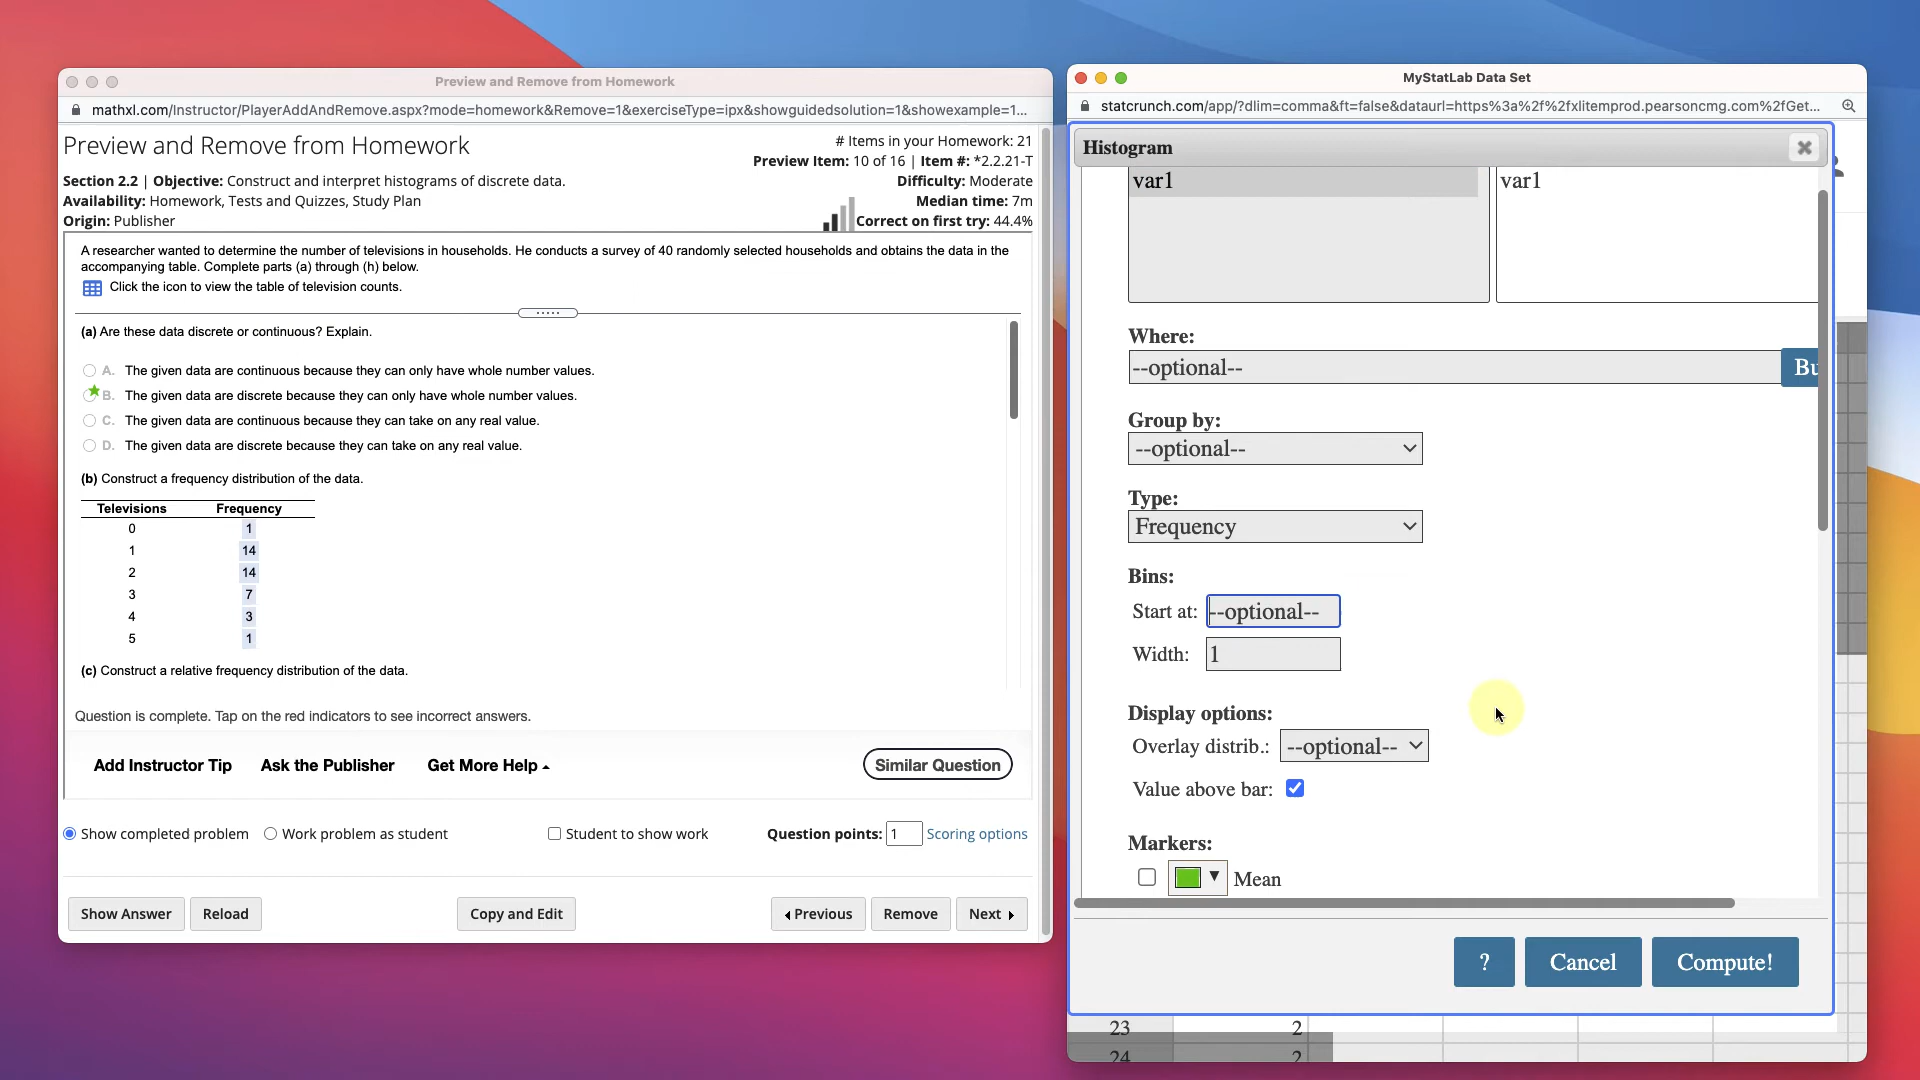 Preview and Remove from Homework
mathxl.com/Instructor/PlayerAddAndRemove.aspx?mode=homework&Remove=1&exerciseType=ipx&showguidedsolution=1&showexample=1...
Preview and Remove from Homework
# Items in your Homework: 21
Preview Item: 10 of 16 | Item #: *2.2.21-T
Section 2.2 | Objective: Construct and interpret histograms of discrete data.
Difficulty: Moderate
Availability: Homework, Tests and Quizzes, Study Plan
Median time: 7m
Origin: Publisher
Correct on first try: 44.4%
A researcher wanted to determine the number of televisions in households. He conducts a survey of 40 randomly selected households and obtains the data in the
accompanying table. Complete parts (a) through (h) below.
Click the icon to view the table of television counts.
(a) Are these data discrete or continuous? Explain.
A. The given data are continuous because they can only have whole number values.
B. The given data are discrete because they can only have whole number values.
C. The given data are continuous because they can take on any real value.
D. The given data are discrete because they can take on any real value.
(b) Construct a frequency distribution of the data.
Televisions Frequency
0 1
1 14
2 14
3 7
4 3
5 1
(c) Construct a relative frequency distribution of the data.
Question is complete. Tap on the red indicators to see incorrect answers.
Add Instructor Tip Ask the Publisher Get More Help Similar Question
Show completed problem Work problem as student Student to show work Question points: 1 Scoring options
Show Answer Reload Copy and Edit Previous Remove Next
MyStatLab Data Set
statcrunch.com/app/?dlim=comma&ft=false&dataurl=https%3a%2f%2fxlitemprod.pearsoncmg.com%2fGet...
Histogram
var1 var1
Where:
--optional-- Bu
Group by:
--optional--
Type:
Frequency
Bins:
Start at: --optional--
Width: 1
Display options:
Overlay distrib.: --optional--
Value above bar:
Markers:
Mean
? Cancel Compute!
23 2
24 2